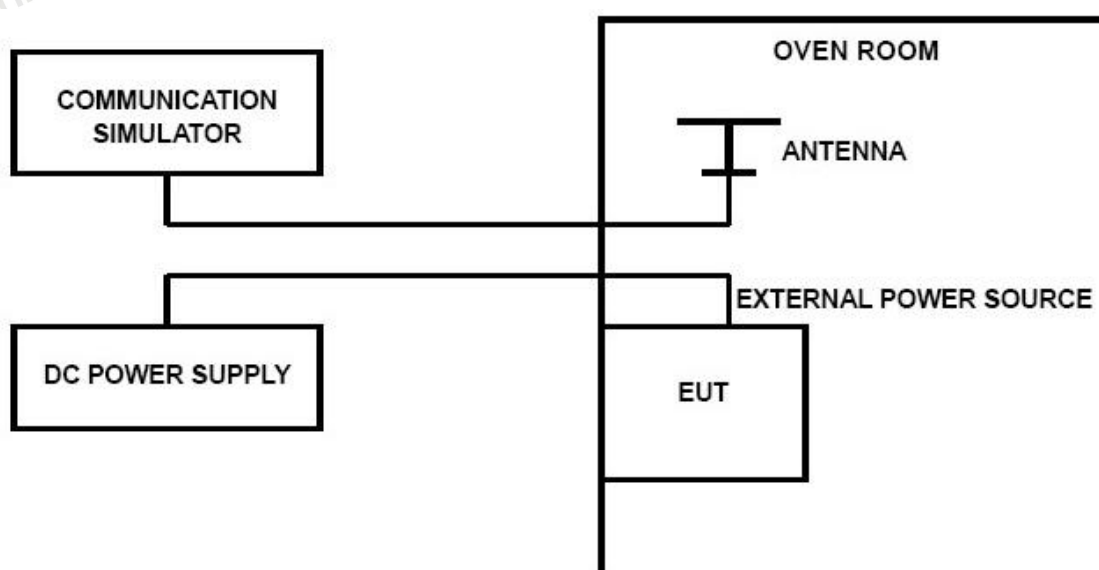 OVEN ROOM
COMMUNICATION
SIMULATOR
ANTENNA
EXTERNAL POWER SOURCE
DC POWER SUPPLY
EUT